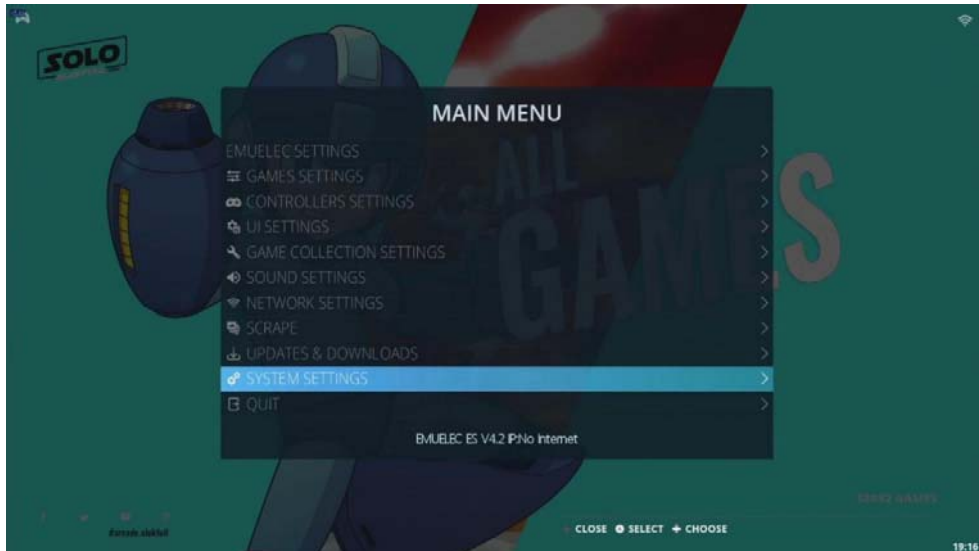 SOLO
MAIN MENU
ALL
GAMES
EMUELEC SETTINGS
GAMES SETTINGS
CONTROLLERS SETTINGS
UI SETTINGS
GAME COLLECTION SETTINGS
SOUND SETTINGS
NETWORK SETTINGS
SCRAPE
UPDATES & DOWNLOADS
SYSTEM SETTINGS
QUIT
EMUELEC ES V4.2 IP:No Internet
CLOSE SELECT CHOOSE
19:16